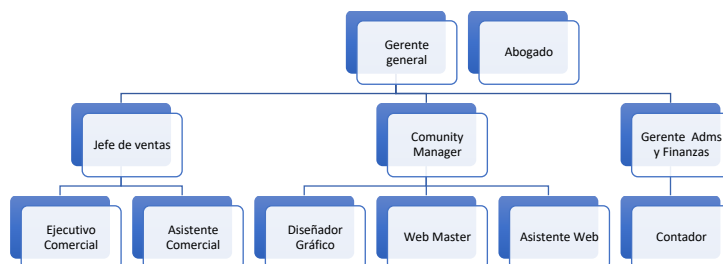 Gerente
general
Abogado
Jefe de ventas
Comunity
Manager
Gerente Adms
y Finanzas
Ejecutivo
Comercial
Asistente
Comercial
Diseñador
Gráfico
Web Master
Asistente Web
Contador